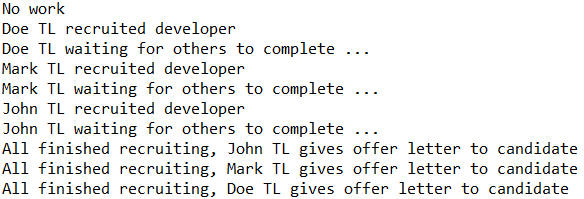 No work
Doe TL recruited developer
Doe TL waiting for others to complete ...
Mark TL recruited developer
Mark TL waiting for others to complete ...
John TL recruited developer
John TL waiting for others to complete ...
All finished recruiting, John TL gives offer letter to candidate
All finished recruiting, Mark TL gives offer letter to candidate
All finished recruiting, Doe TL gives offer letter to candidate